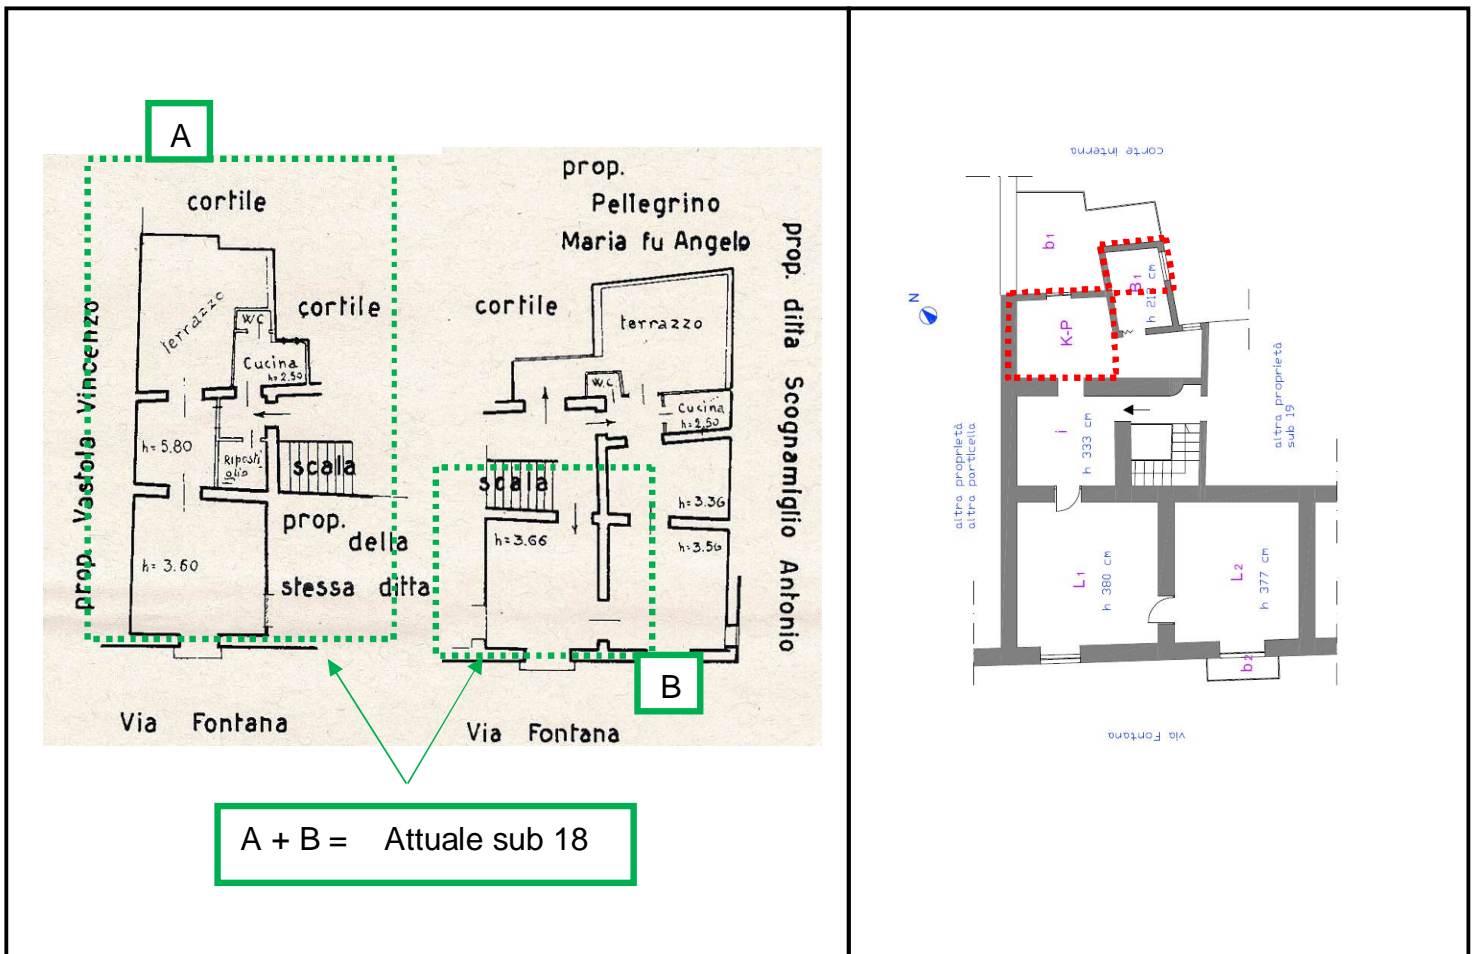 A
cortile
terrazzo
W.C
cortile
Cucina
h=2.50
prop. Vastola Vincenzo
h=5.80
Riposti
glio
scala
prop.
della
stessa ditta
h=3.60
Via Fontana
prop.
Pellegrino
Maria fu Angelo
cortile
terrazzo
W.C
Cucina
h=2,50
prop. ditta Scognamiglio Antonio
scala
h=3.36
h=3.66
h=3.56
B
Via Fontana
A + B = Attuale sub 18
corte interna
b1
B1
h 213 cm
N
K-P
altra proprietà
altra particella
i
h 333 cm
altra proprietà
sub 19
L1
h 380 cm
L2
h 377 cm
b2
via Fontana